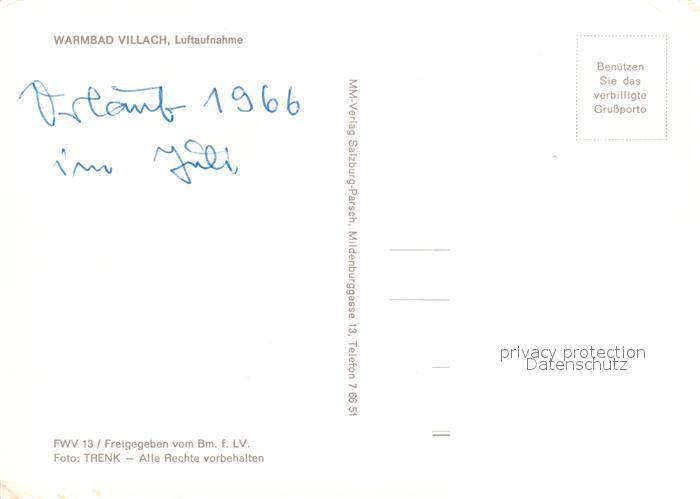 WARMBAD VILLACH, Luftaufnahme
Urlaub 1966
im Juli
FWV 13 / Freigegeben vom Bm. f. LV.
Foto: TRENK — Alle Rechte vorbehalten
MM-Verlag Salzburg-Parsch, Mildenburggasse 13, Telefon 7 66 51
Benützen
Sie das
verbilligte
Grußporto
privacy protection
Datenschutz